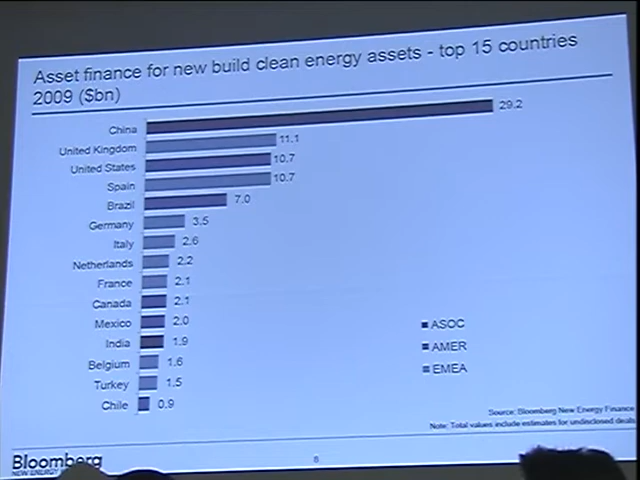 Asset finance for new build clean energy assets - top 15 countries
2009 ($bn)
China 29.2
United Kingdom 11.1
United States 10.7
Spain 10.7
Brazil 7.0
Germany 3.5
Italy 2.6
Netherlands 2.2
France 2.1
Canada 2.1
Mexico 2.0
India 1.9
Belgium 1.6
Turkey 1.5
Chile 0.9
ASOC
AMER
EMEA
Source: Bloomberg New Energy Finance
Note: Total values include estimates for undisclosed deals
Bloomberg
NEW ENERGY
8